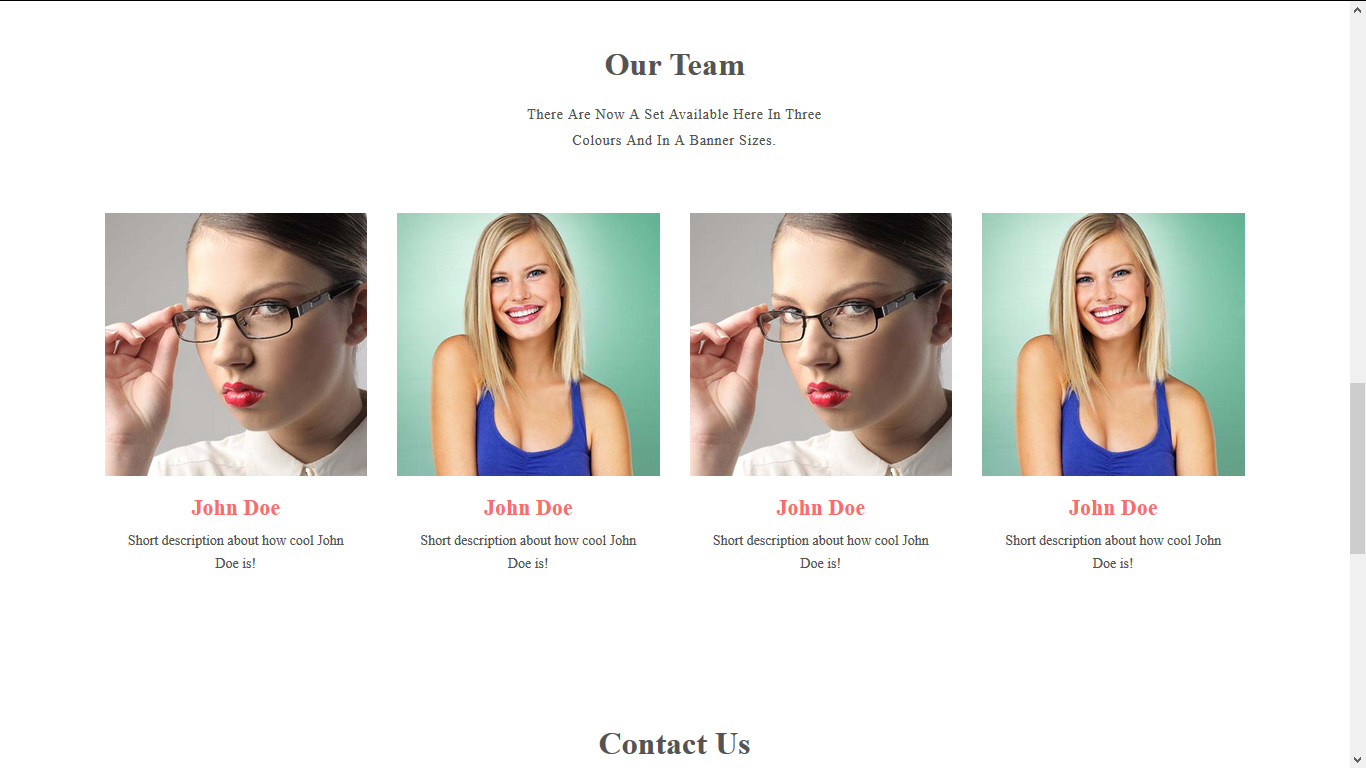 Our Team
There Are Now A Set Available Here In Three
Colours And In A Banner Sizes.
John Doe
Short description about how cool John
Doe is!
John Doe
Short description about how cool John
Doe is!
John Doe
Short description about how cool John
Doe is!
John Doe
Short description about how cool John
Doe is!
Contact Us